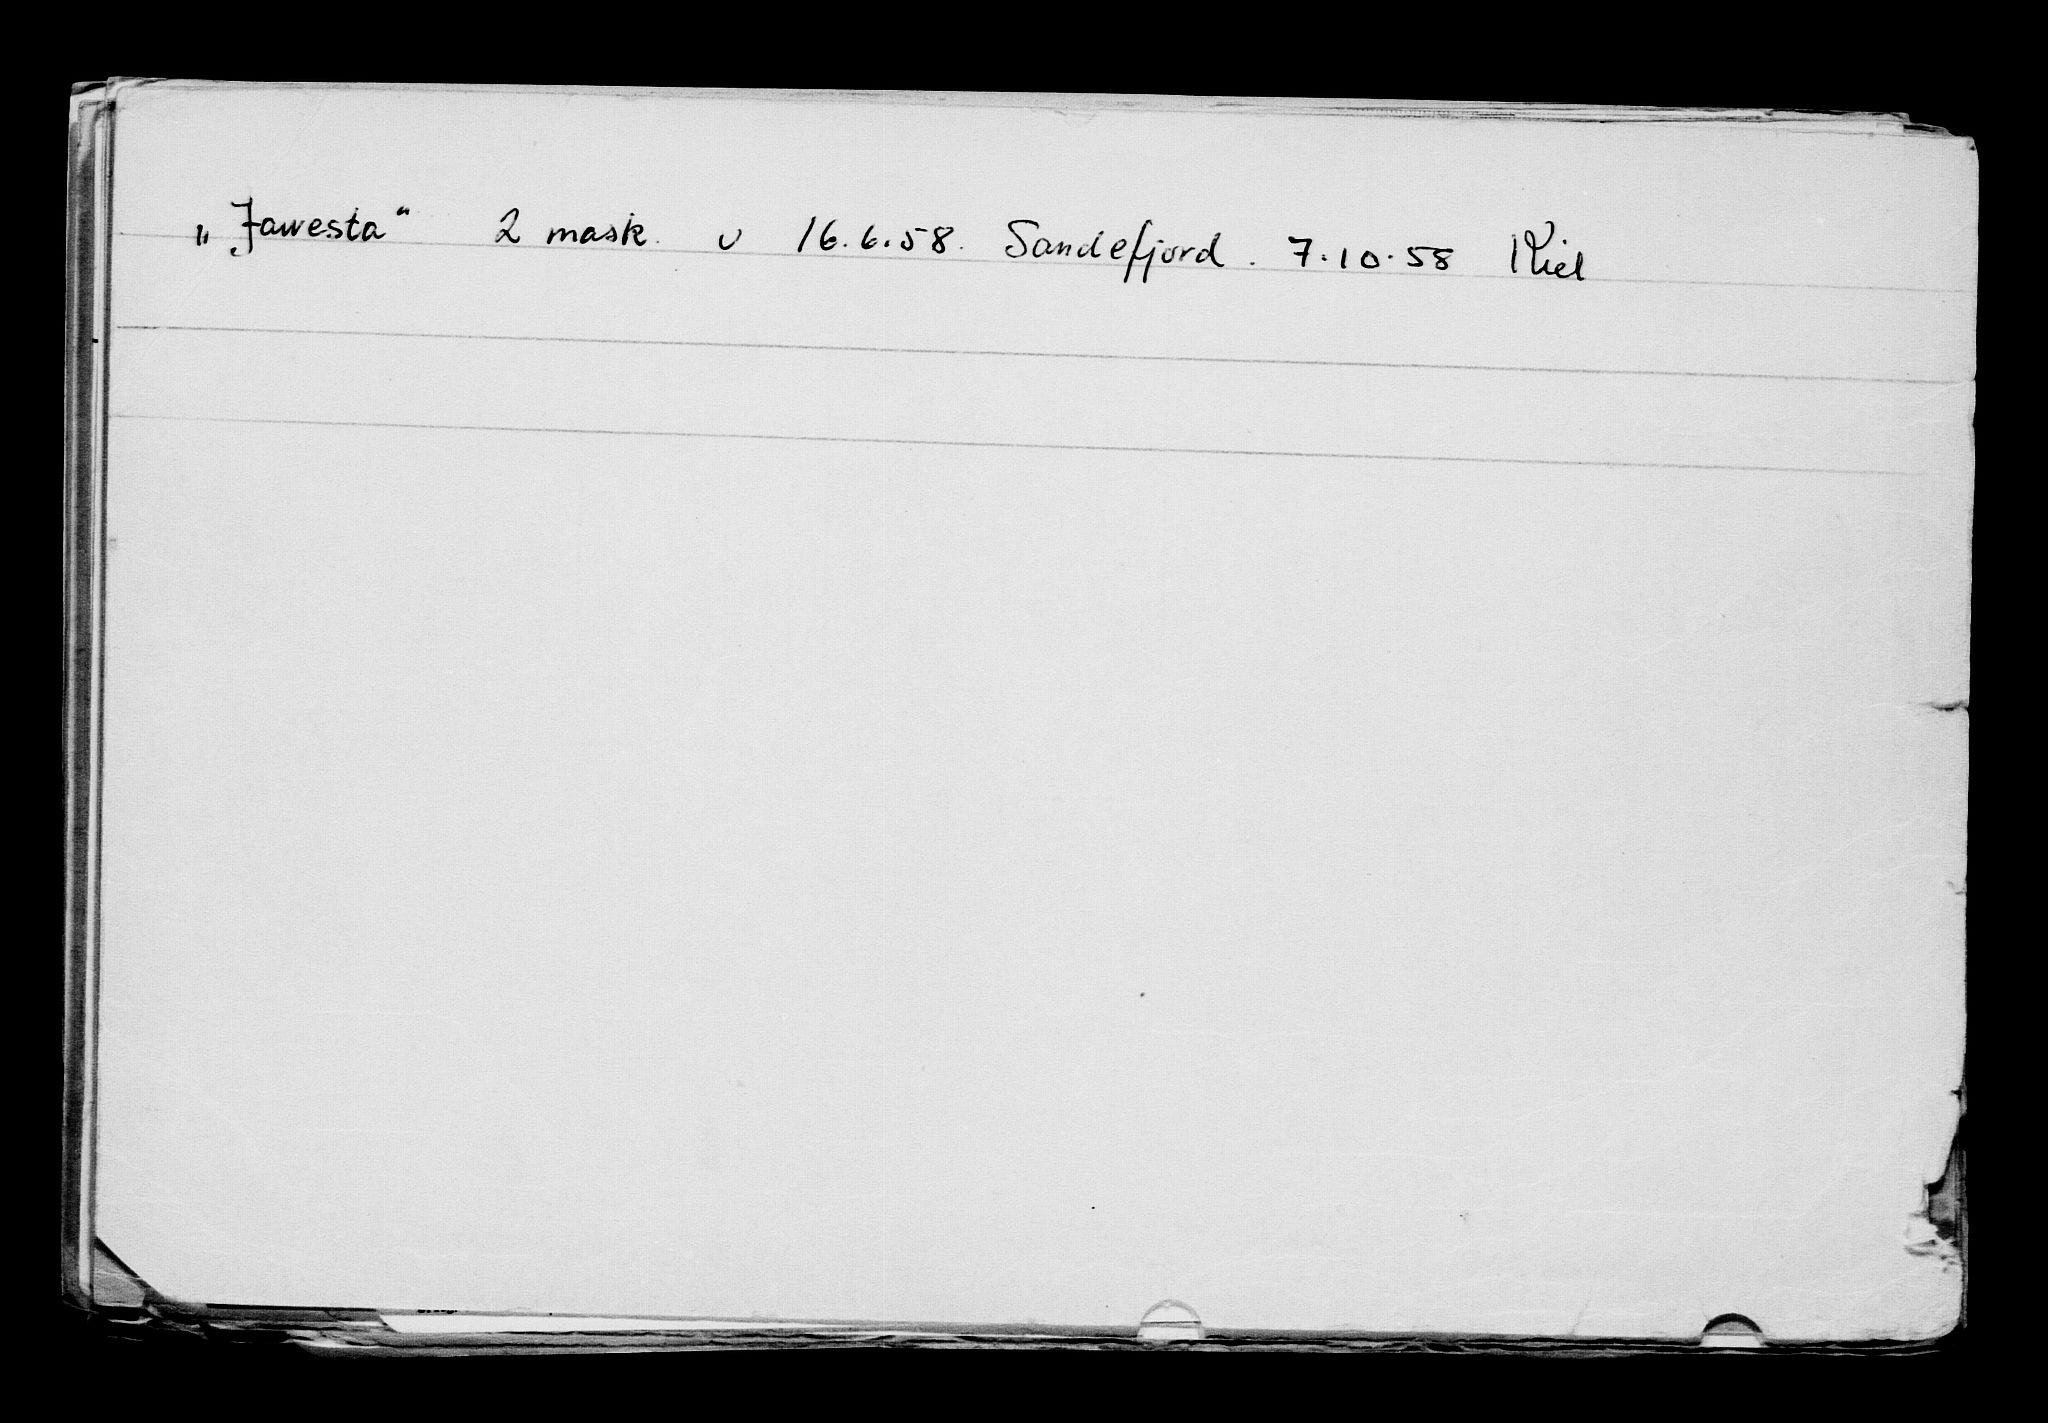 „Jawesta“ 2 mask. u 16.6.58. Sandefjord. 7.10.58 Kiel